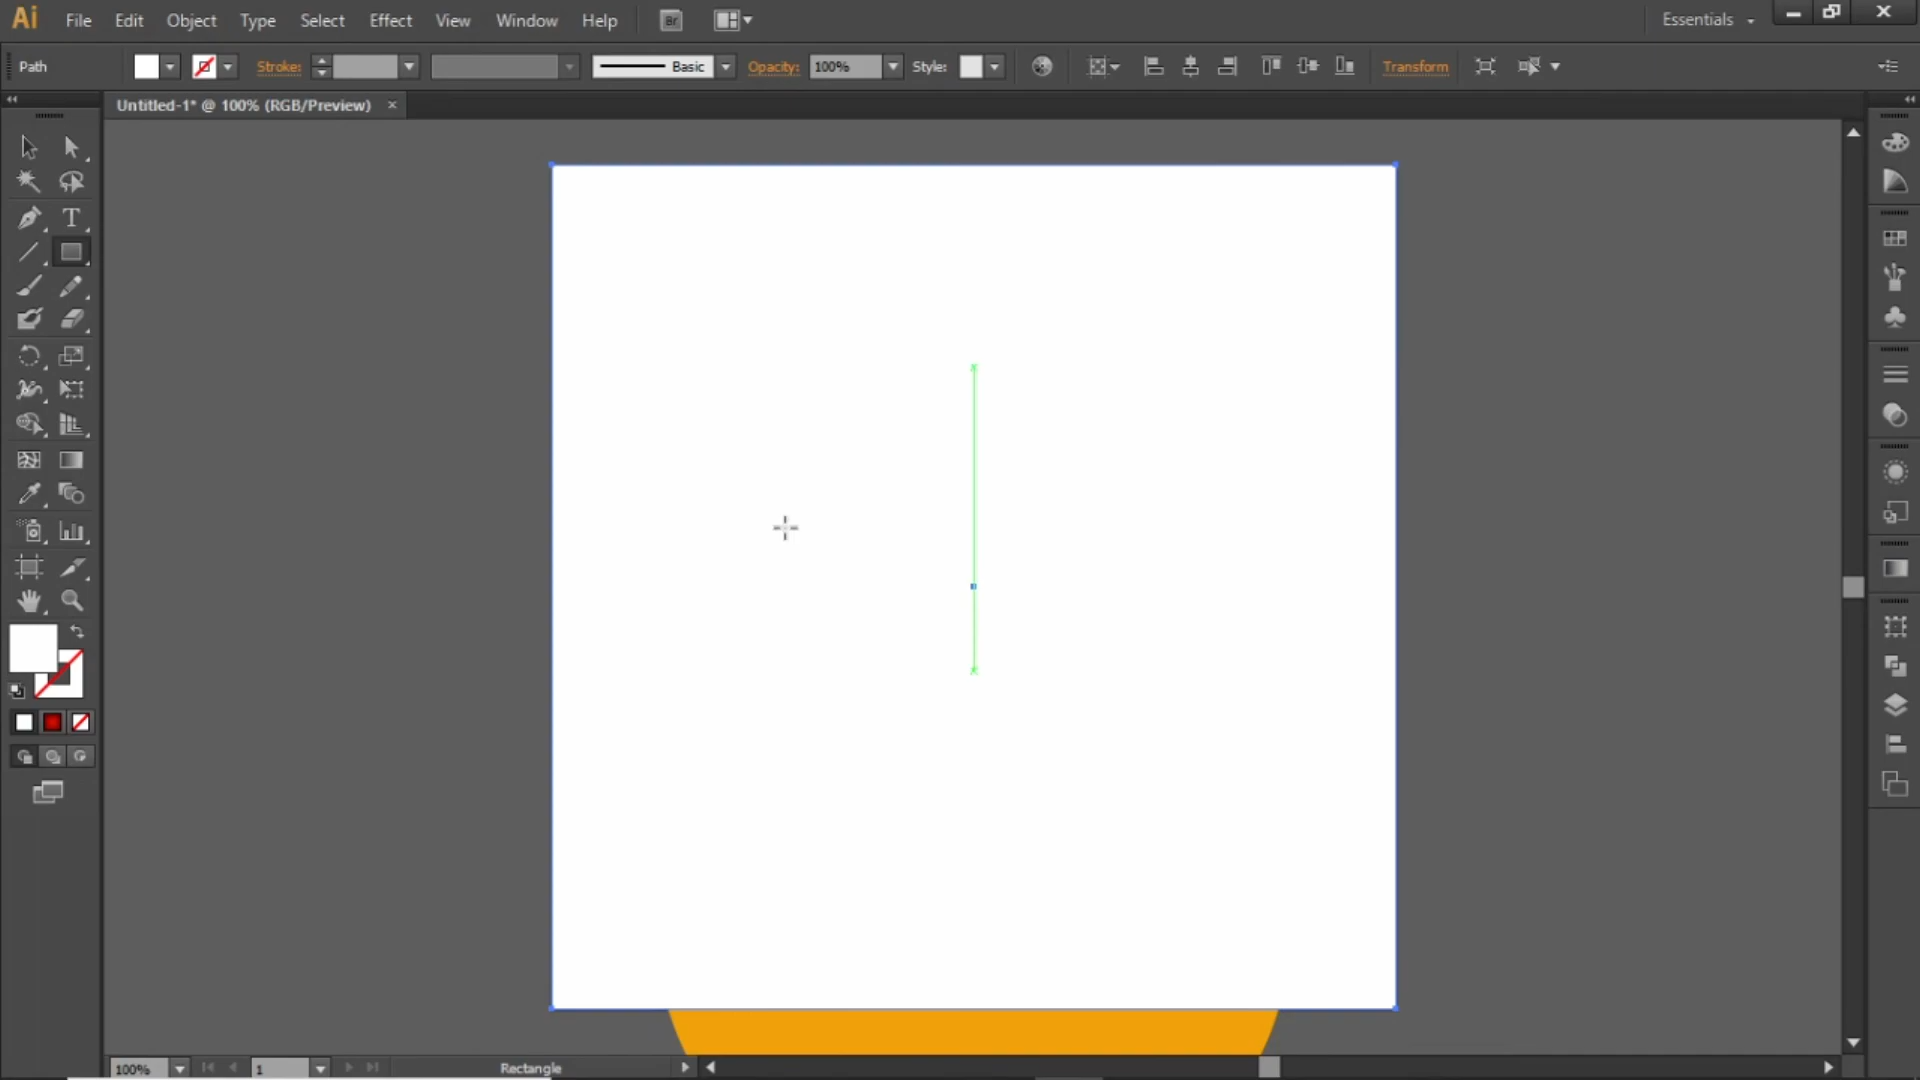 Ai File Edit Object Type Select Effect View Window Help Br Essentials
Path Stroke: Basic Opacity: 100% Style: Transform
Untitled-1* @ 100% (RGB/Preview) ×
T
100% 1 Rectangle